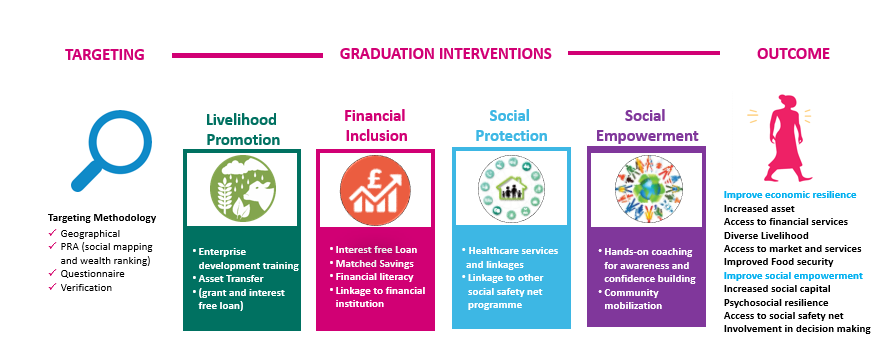 TARGETING
GRADUATION INTERVENTIONS
OUTCOME
Targeting Methodology
✓ Geographical
✓ PRA (social mapping
and wealth ranking)
✓ Questionnaire
✓ Verification
Livelihood
Promotion
• Enterprise
development training
• Asset Transfer
• (grant and interest
free loan)
Financial
Inclusion
£
• Interest free Loan
• Matched Savings
• Financial literacy
• Linkage to financial
institution
Social
Protection
• Healthcare services
and linkages
• Linkage to other
social safety net
programme
Social
Empowerment
• Hands-on coaching
for awareness and
confidence building
• Community
mobilization
Improve economic resilience
Increased asset
Access to financial services
Diverse Livelihood
Access to market and services
Improved Food security
Improve social empowerment
Increased social capital
Psychosocial resilience
Access to social safety net
Involvement in decision making